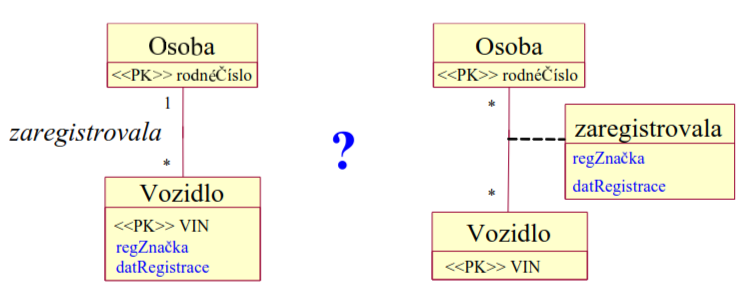 Osoba
<<PK>> rodnéČíslo
1
zaregistrovala
*
Vozidlo
<<PK>> VIN
regZnačka
datRegistrace
?
Osoba
<<PK>> rodnéČíslo
*
zaregistrovala
regZnačka
datRegistrace
*
Vozidlo
<<PK>> VIN